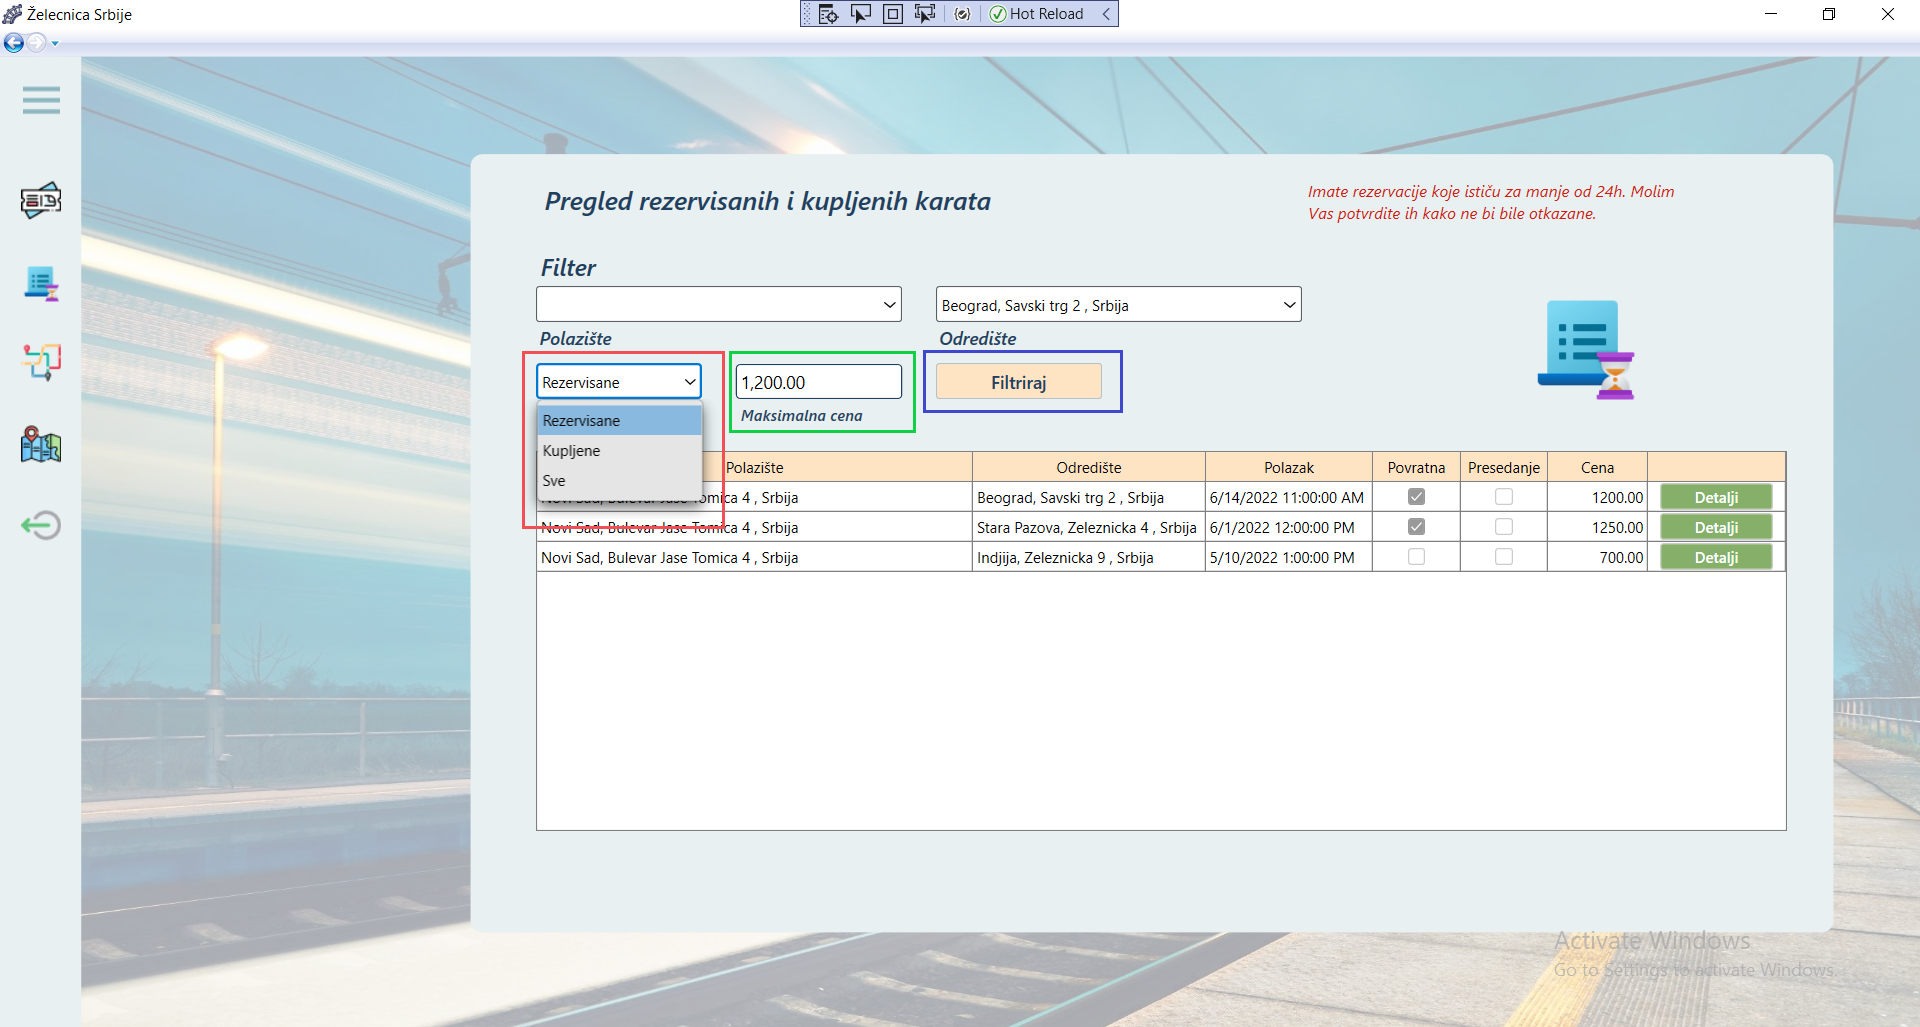 Želecnica Srbije
Hot Reload
Pregled rezervisanih i kupljenih karata
Imate rezervacije koje ističu za manje od 24h. Molim
Vas potvrdite ih kako ne bi bile otkazane.
Filter
Beograd, Savski trg 2 , Srbija
Polazište
Odredište
Rezervisane
1,200.00
Filtriraj
Maksimalna cena
Rezervisane
Kupljene
Sve
Polazište Odredište Polazak Povratna Presedanje Cena
Novi Sad, Bulevar Jase Tomica 4 , Srbija Beograd, Savski trg 2 , Srbija 6/14/2022 11:00:00 AM 1200.00 Detalji
Novi Sad, Bulevar Jase Tomica 4 , Srbija Stara Pazova, Zeleznicka 4 , Srbija 6/1/2022 12:00:00 PM 1250.00 Detalji
Novi Sad, Bulevar Jase Tomica 4 , Srbija Indjija, Zeleznicka 9 , Srbija 5/10/2022 1:00:00 PM 700.00 Detalji
Activate Windows
Go to Settings to activate Windows.